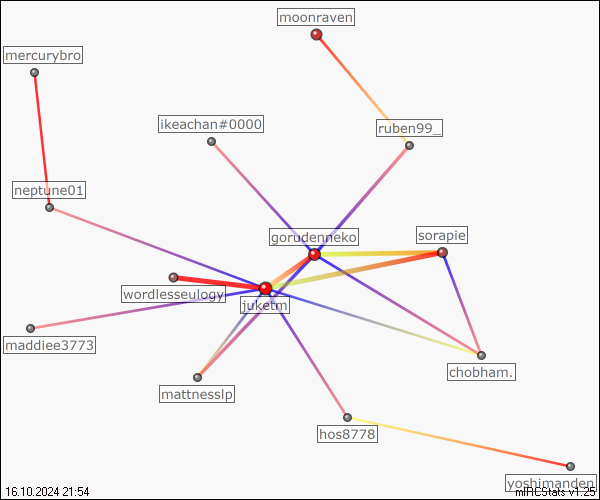 moonraven
mercurybro
ikeachan#0000
ruben99_
neptune01
gorudenneko
sorapie
wordlesseulogy
juketm
maddiee3773
chobham.
mattnesslp
hos8778
yoshimanden
16.10.2024 21:54
mIRCStats v1.25